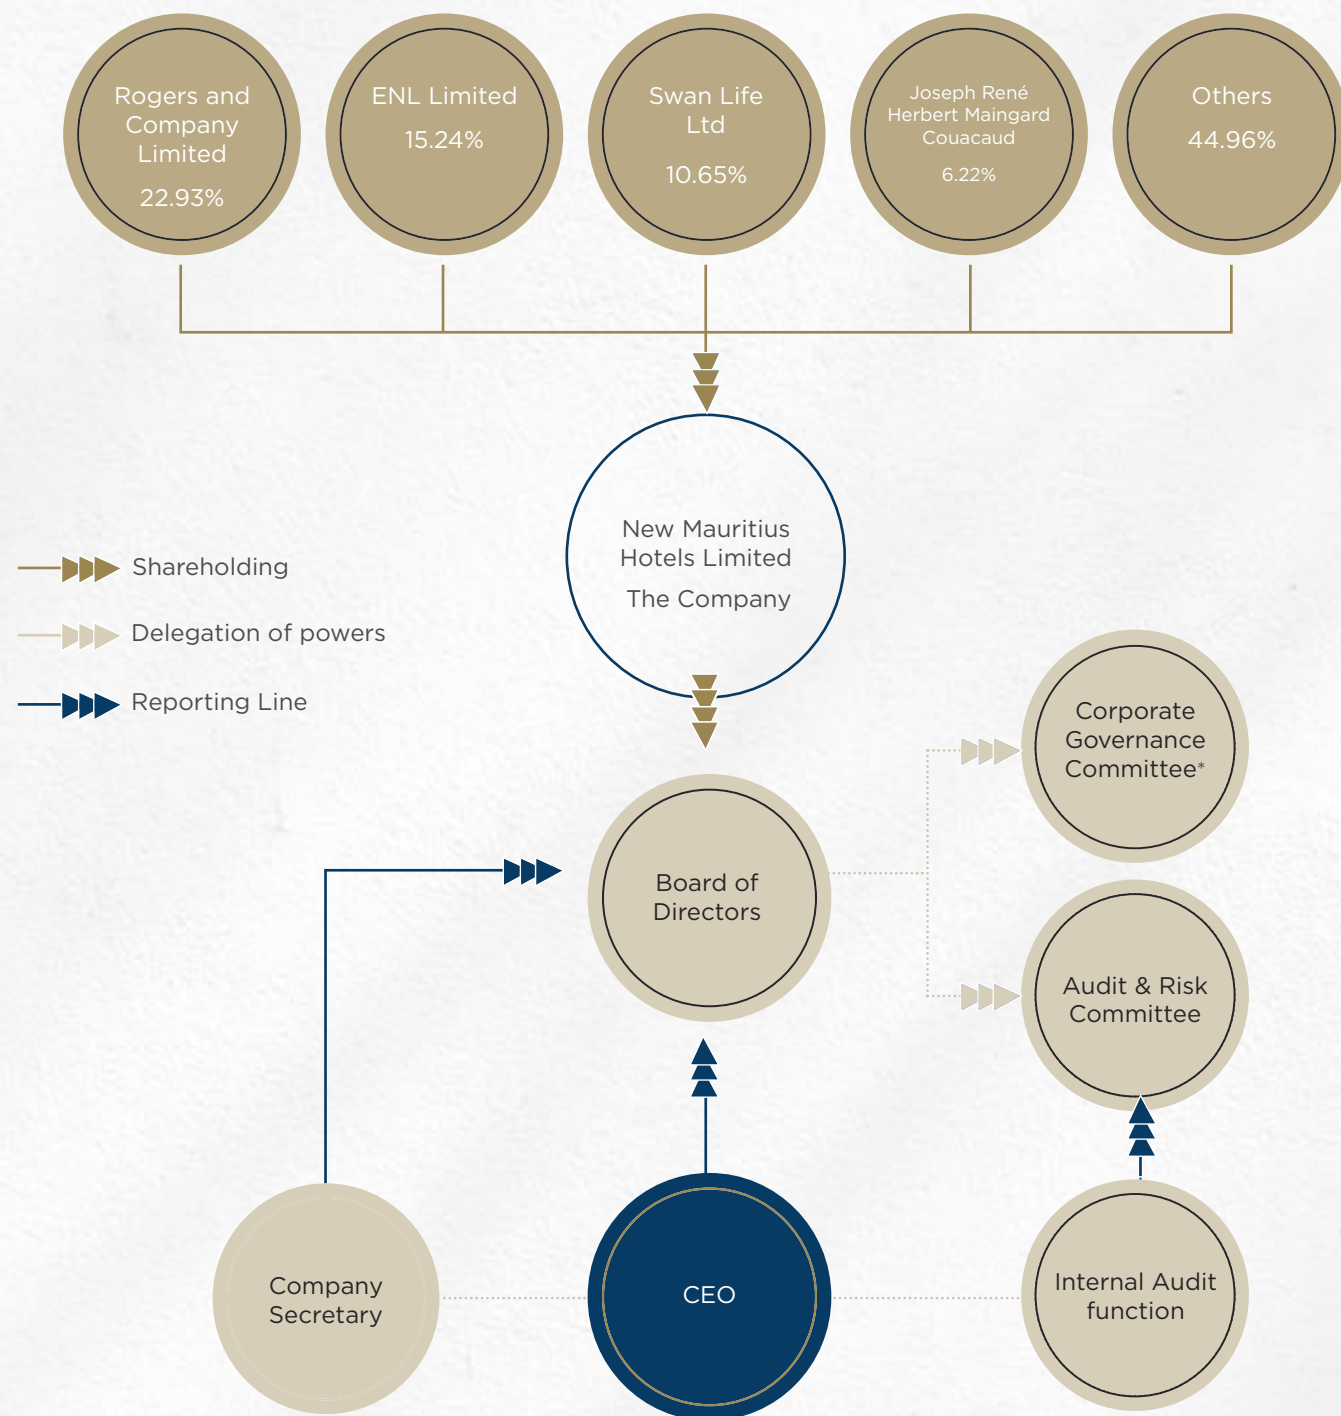 Rogers and
Company
Limited
22.93%
ENL Limited
15.24%
Swan Life
Ltd
10.65%
Joseph René
Herbert Maingard
Couacaud
6.22%
Others
44.96%
New Mauritius
Hotels Limited
The Company
Shareholding
Delegation of powers
Reporting Line
Corporate
Governance
Committee*
Board of
Directors
Audit & Risk
Committee
Company
Secretary
CEO
Internal Audit
function